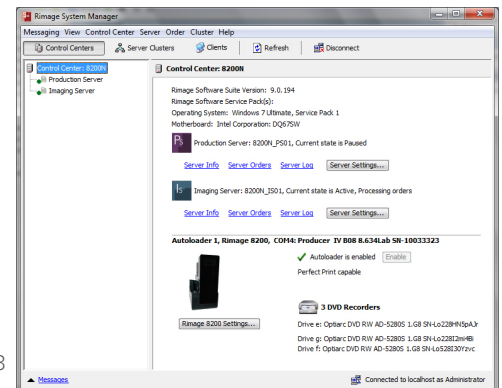 Rimage System Manager
Messaging View Control Center Server Order Cluster Help
Control Centers Server Clusters Clients Refresh Disconnect
Control Center: 8200N
Production Server
Imaging Server
Control Center: 8200N
Rimage Software Suite Version: 9.0.194
Rimage Software Service Pack(s):
Operating System: Windows 7 Ultimate, Service Pack 1
Motherboard: Intel Corporation: DQ67SW
Ps Production Server: 8200N_PS01, Current state is Paused
Server Info Server Orders Server Log Server Settings...
Is Imaging Server: 8200N_IS01, Current state is Active, Processing orders
Server Info Server Orders Server Log Server Settings...
Autoloader 1, Rimage 8200, COM4: Producer IV B08 8.634Lab SN-10033323
Autoloader is enabled Enable
Perfect Print capable
3 DVD Recorders
Rimage 8200 Settings...
Drive e: Optiarc DVD RW AD-5280S 1.G8 SN-Lo228HN5pAJr
Drive g: Optiarc DVD RW AD-5280S 1.G8 SN-Lo228I2mi4Bi
Drive f: Optiarc DVD RW AD-5280S 1.G8 SN-Lo528I30Yzvc
Messages
Connected to localhost as Administrator